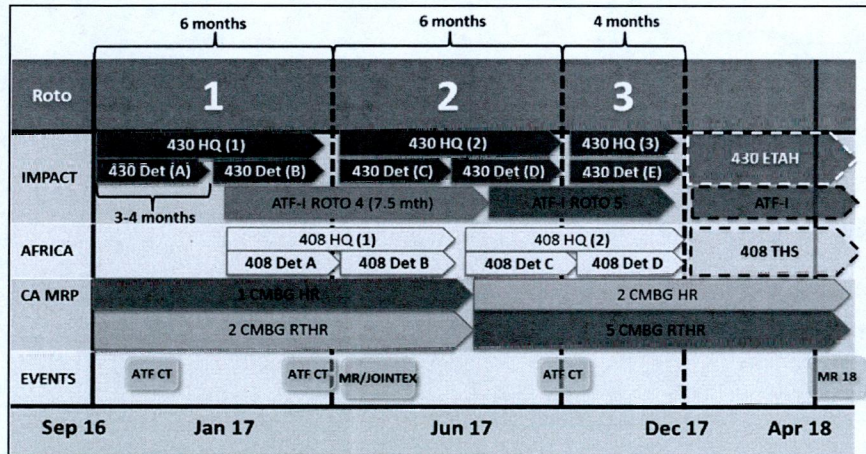 6 months 6 months 4 months
Roto 1 2 3
IMPACT
430 HQ (1) 430 HQ (2) 430 HQ (3)
430 Det (A) 430 Det (B) 430 Det (C) 430 Det (D) 430 Det (E)
430 ETAH
3-4 months
ATF-I ROTO 4 (7.5 mth) ATF-I ROTO 5 ATF-I
AFRICA
408 HQ (1) 408 HQ (2)
408 Det A 408 Det B 408 Det C 408 Det D
408 THS
CA MRP
1 CMBG HR 2 CMBG HR
2 CMBG RTHR 5 CMBG RTHR
EVENTS ATF CT ATF CT MR/JOINTEX ATF CT MR 18
Sep 16 Jan 17 Jun 17 Dec 17 Apr 18